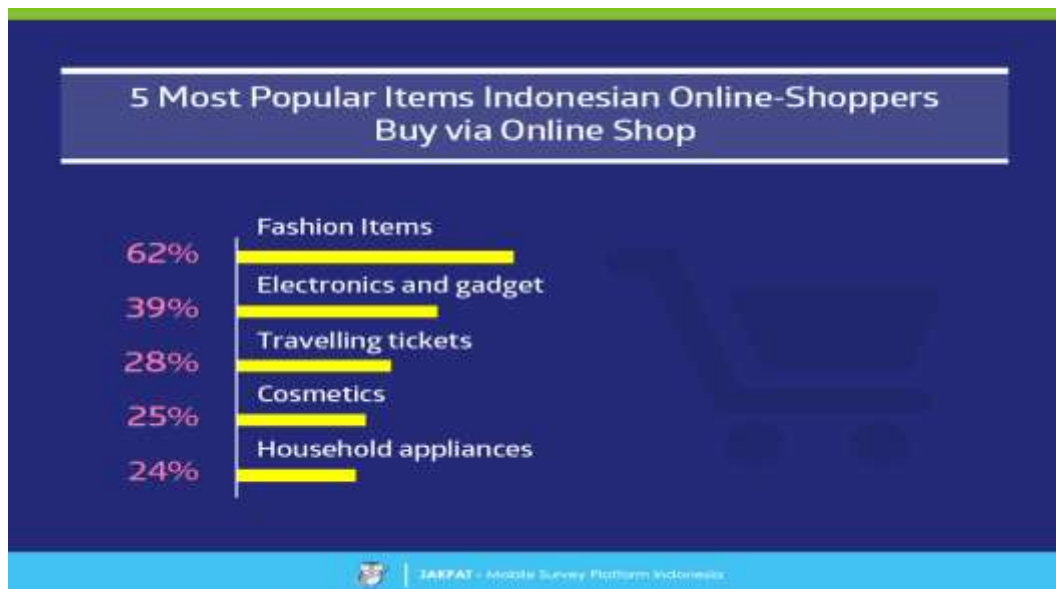 5 Most Popular Items Indonesian Online-Shoppers
Buy via Online Shop
Fashion Items
62%
Electronics and gadget
39%
Travelling tickets
28%
Cosmetics
25%
Household appliances
24%
JAKPAT - Mobile Survey Platform Indonesia